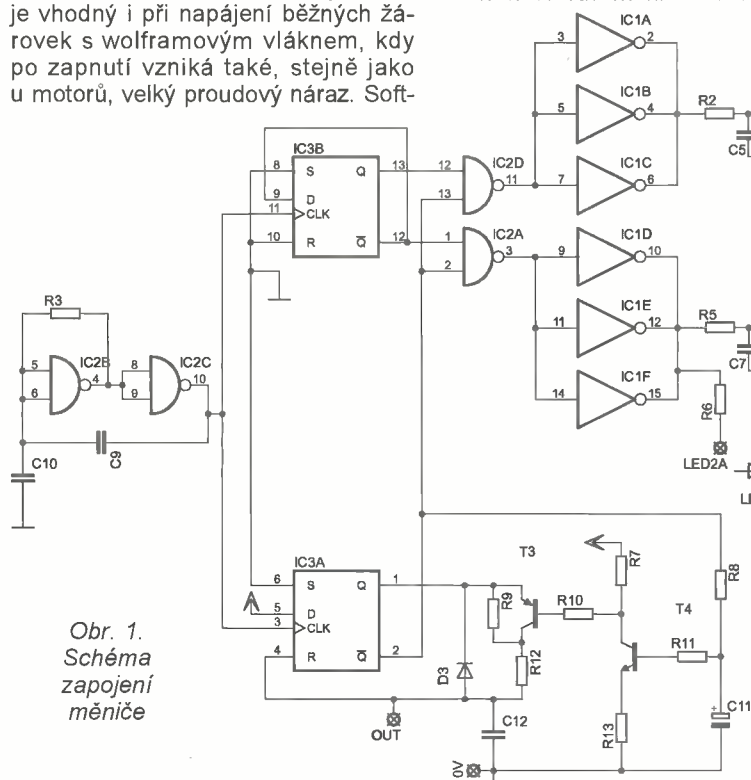 je vhodný i při napájení běžných žá-
rovek s wolframovým vláknem, kdy
po zapnutí vzniká také, stejně jako
u motorů, velký proudový náraz. Soft-
IC1A
3 2
IC1B
5 4
R2
C5
IC1C
7 6
IC3B
8 S Q 13
9 D
11 CLK
10 R Q 12
IC2D
12
13
11
IC2A
1
2
3
IC1D
9 10
IC1E
11 12
R5
C7
IC1F
14 15
R6
LED2A
R3
IC2B
5
6
4
IC2C
8
9
10
C9
C10
IC3A
6 S Q 1
5 D
3 CLK
4 R Q 2
T3
R7
R8
R9
R10
T4
R11
R12
D3
R13
C11
+
C12
OUT
0V
Obr. 1.
Schéma
zapojení
měniče